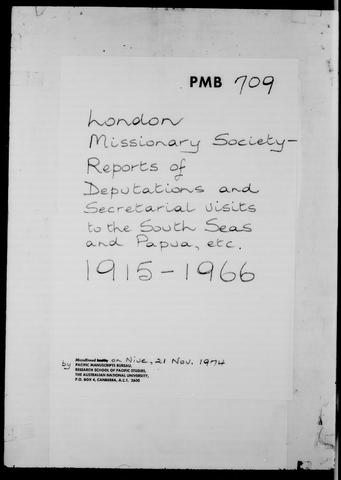 PMB 709
London
Missionary Society-
Reports of
Deputations and
Secretarial visits
to the South Seas
and Papua, etc.
1915-1966
Microfilmed on Niue, 21 Nov. 1974
by PACIFIC MANUSCRIPTS BUREAU,
RESEARCH SCHOOL OF PACIFIC STUDIES,
THE AUSTRALIAN NATIONAL UNIVERSITY,
P.O. BOX 4, CANBERRA, A.C.T. 2600